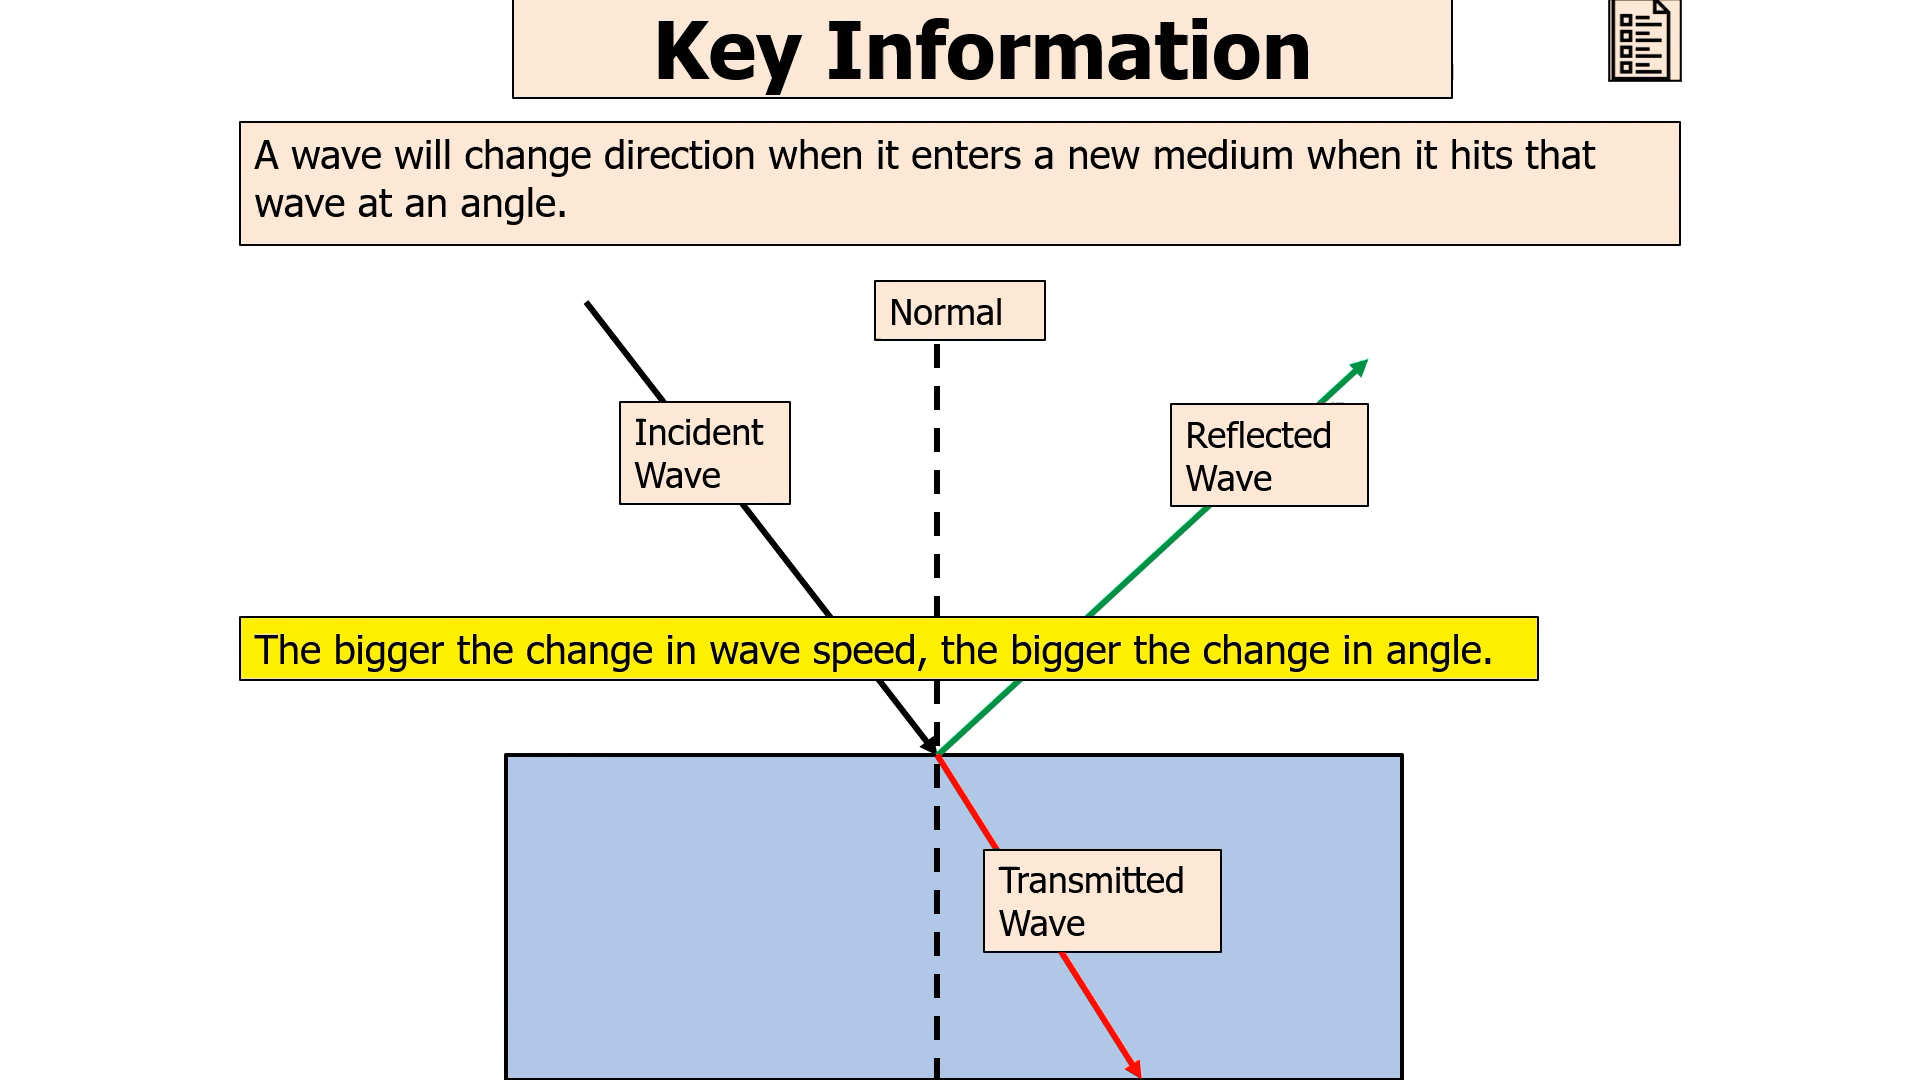 Key Information
A wave will change direction when it enters a new medium when it hits that
wave at an angle.
Normal
Incident
Wave
Reflected
Wave
The bigger the change in wave speed, the bigger the change in angle.
Transmitted
Wave